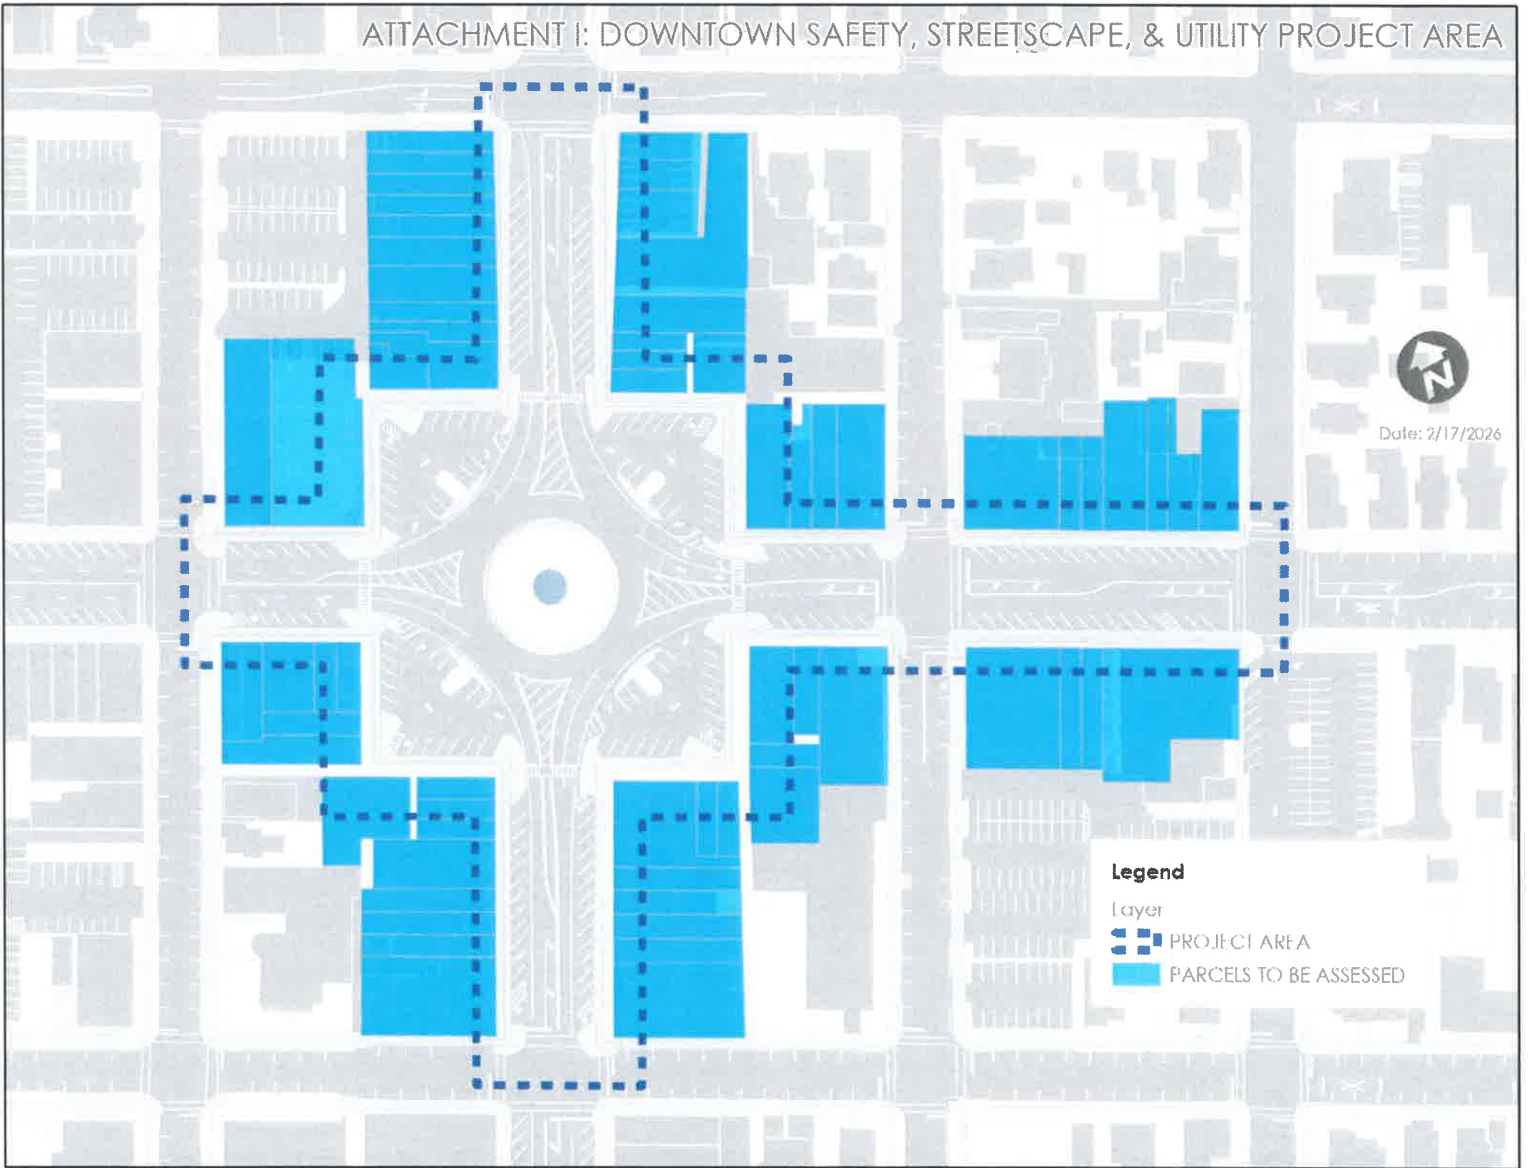 ATTACHMENT I: DOWNTOWN SAFETY, STREETSCAPE, & UTILITY PROJECT AREA
N
Date: 2/17/2026
Legend
Layer
PROJECT AREA
PARCELS TO BE ASSESSED